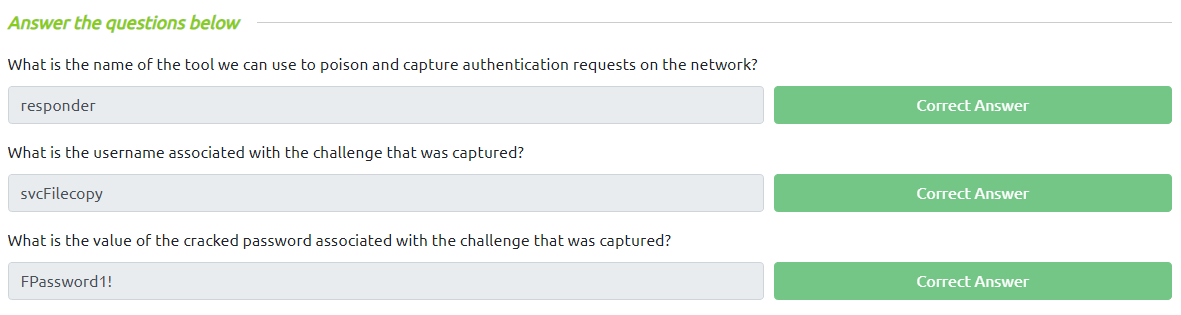 Answer the questions below
What is the name of the tool we can use to poison and capture authentication requests on the network?
responder
Correct Answer
What is the username associated with the challenge that was captured?
svcFilecopy
Correct Answer
What is the value of the cracked password associated with the challenge that was captured?
FPassword1!
Correct Answer